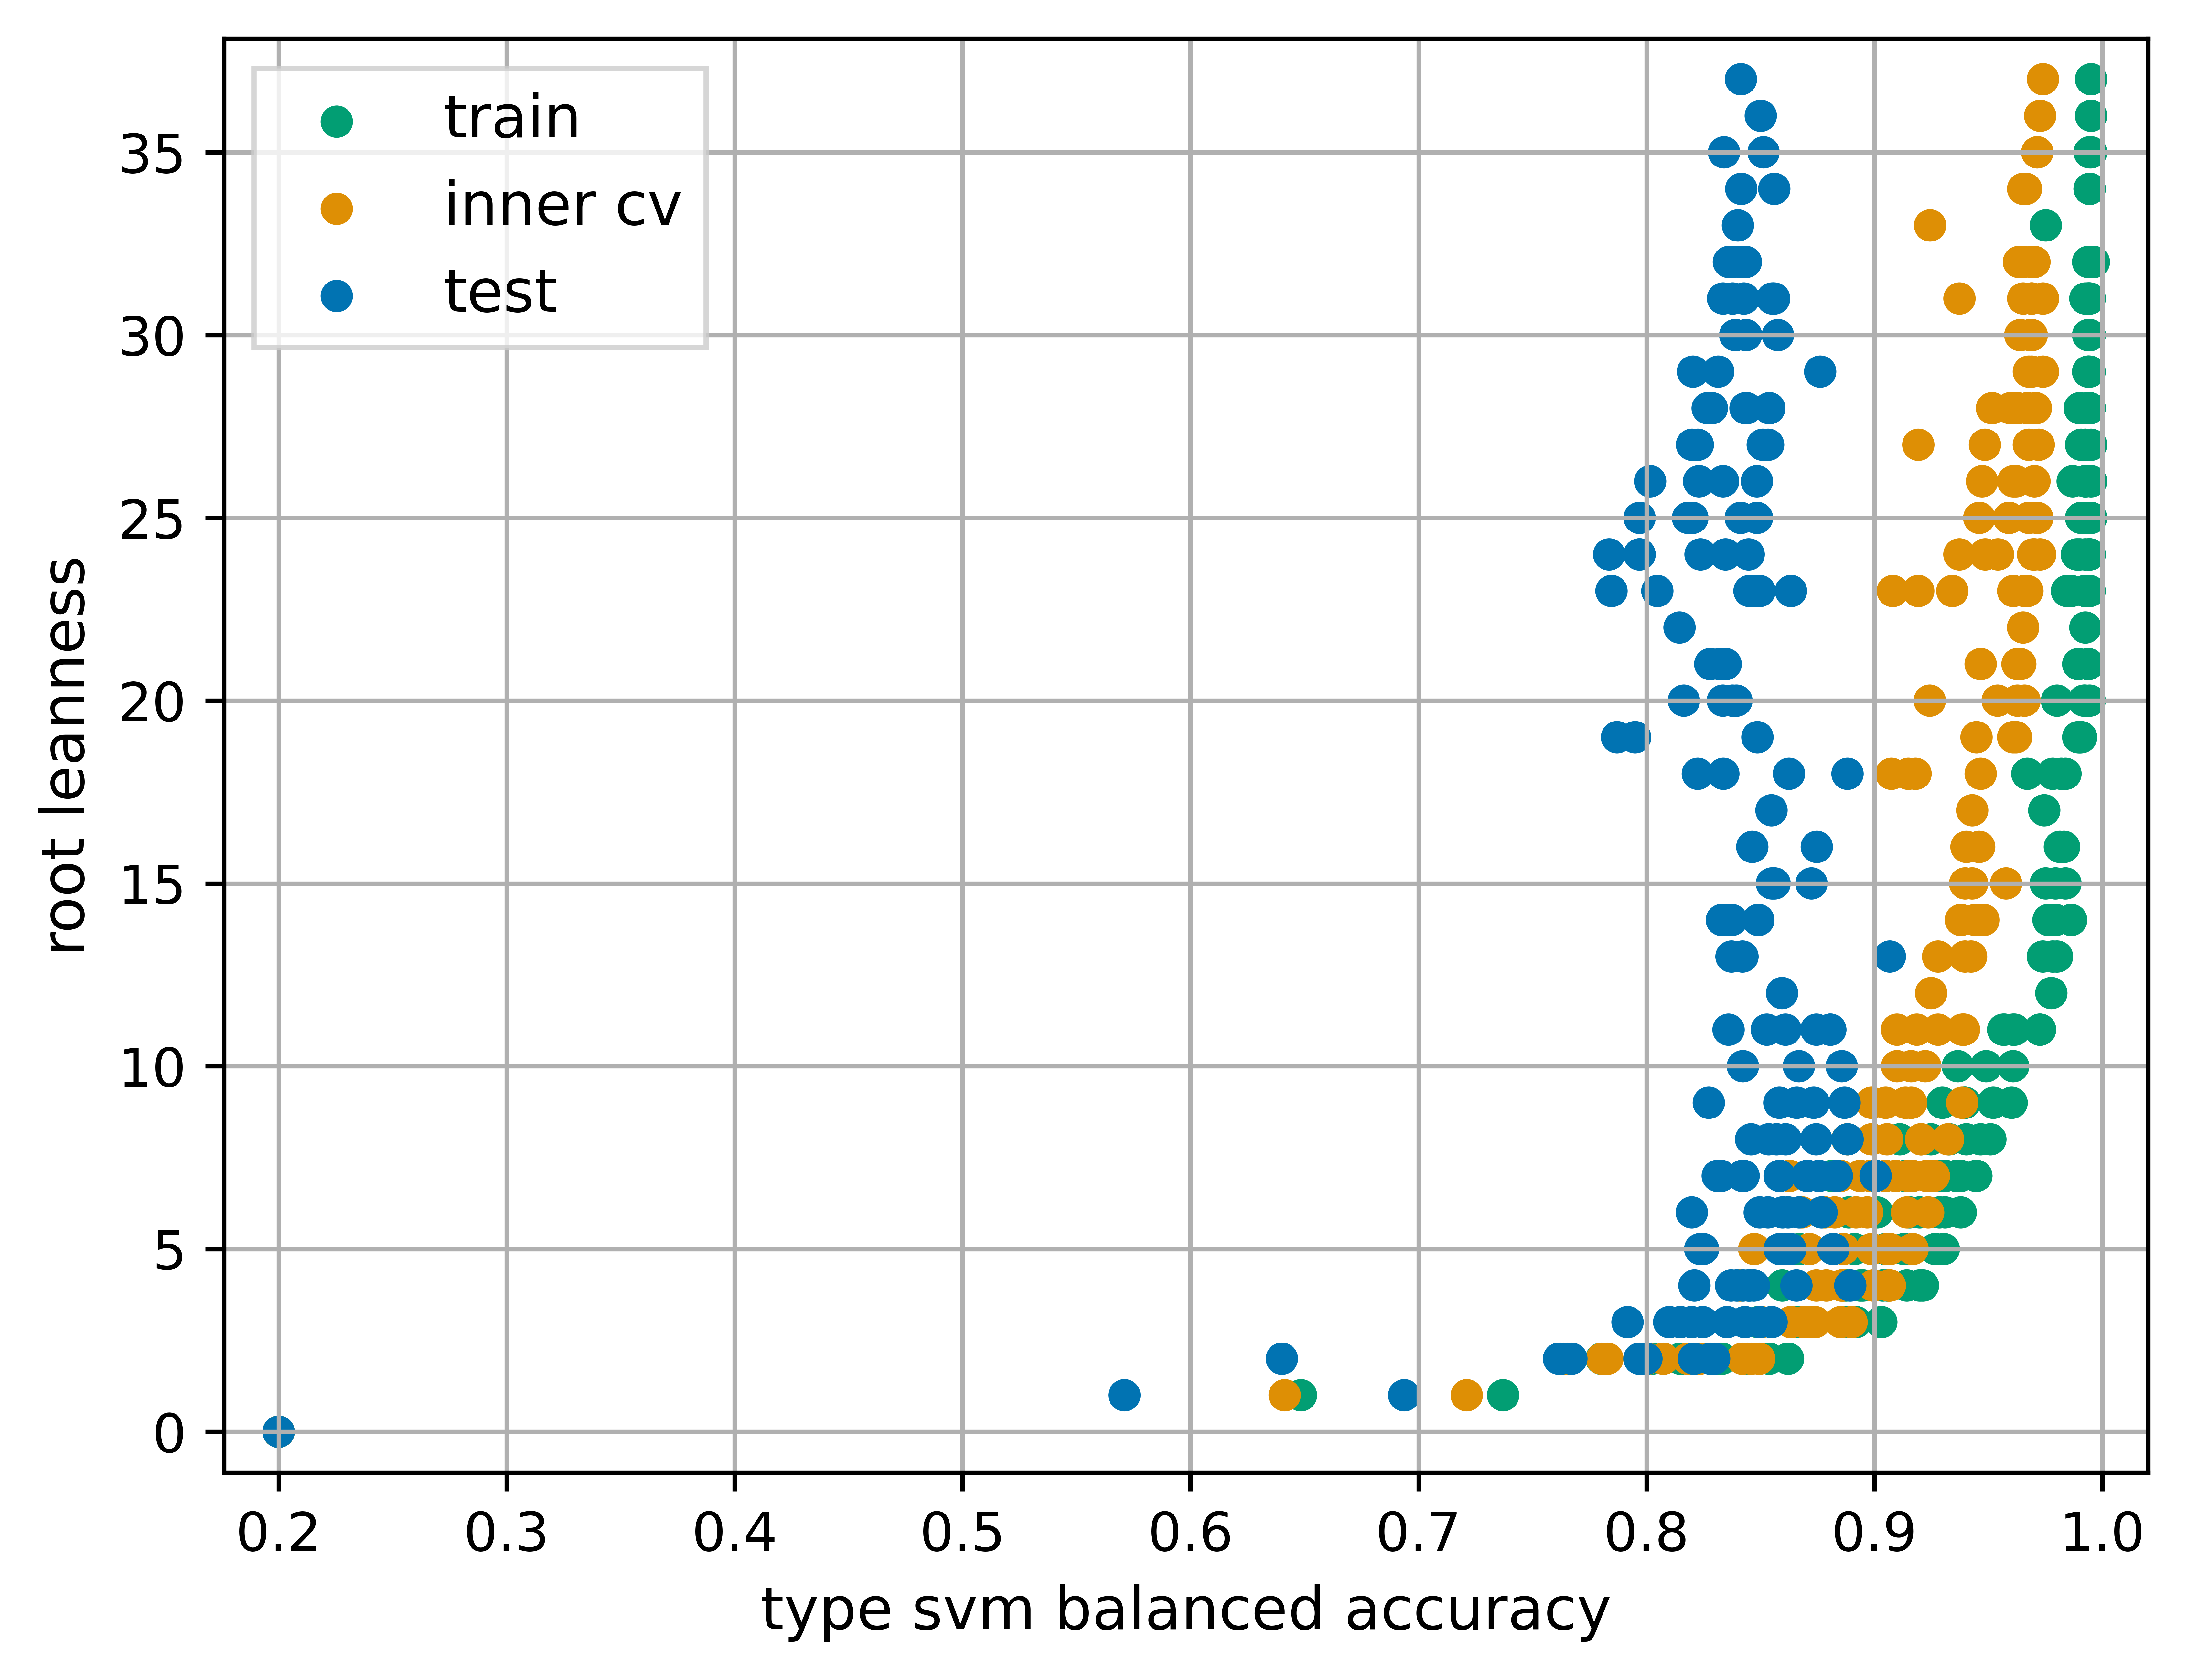 train
inner cv
test
35
30
25
20
15
10
5
0
root leanness
0.2 0.3 0.4 0.5 0.6 0.7 0.8 0.9 1.0
type svm balanced accuracy